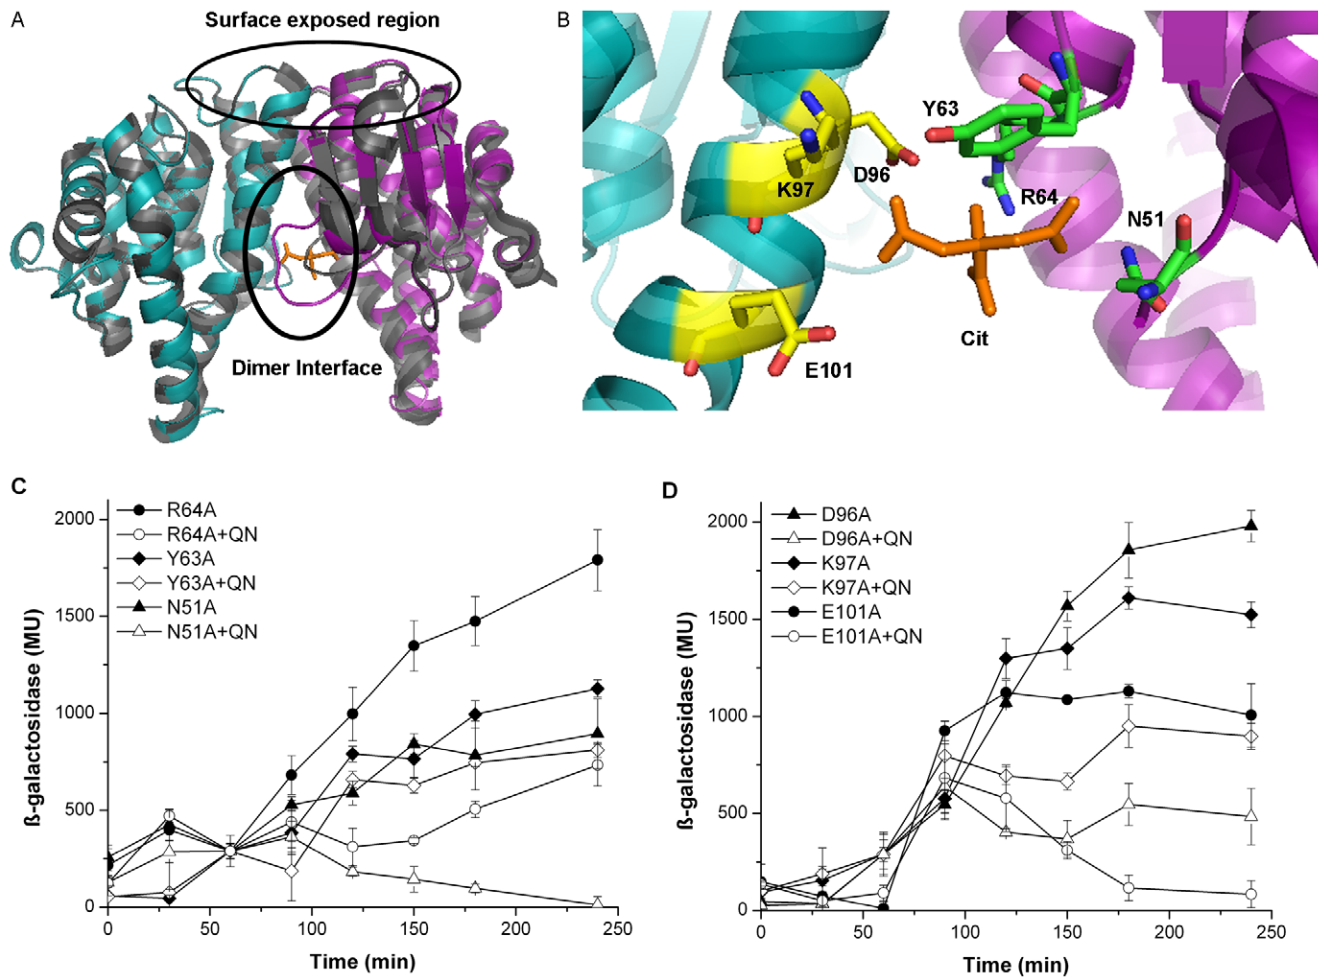 A
Surface exposed region
Dimer Interface
B
Y63
K97
D96
R64
N51
Cit
E101
C
R64A
R64A+QN
Y63A
Y63A+QN
N51A
N51A+QN
2000
1500
1000
500
0
ß-galactosidase (MU)
0 50 100 150 200 250
Time (min)
D
D96A
D96A+QN
K97A
K97A+QN
E101A
E101A+QN
2000
1500
1000
500
0
ß-galactosidase (MU)
0 50 100 150 200 250
Time (min)